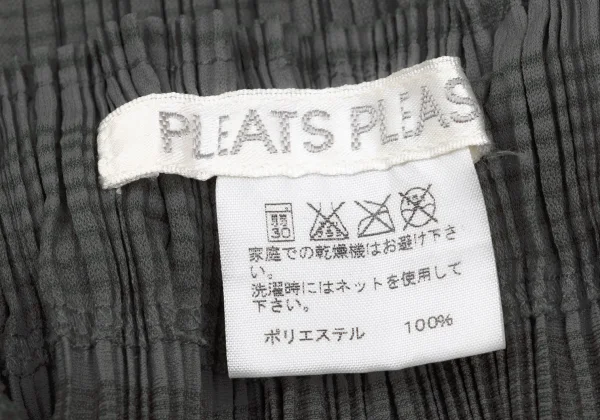 PLEATS PLEAS
30
家庭での乾燥機はお避け下さ
い。
洗濯時にはネットを使用して
下さい。
ポリエステル 100%